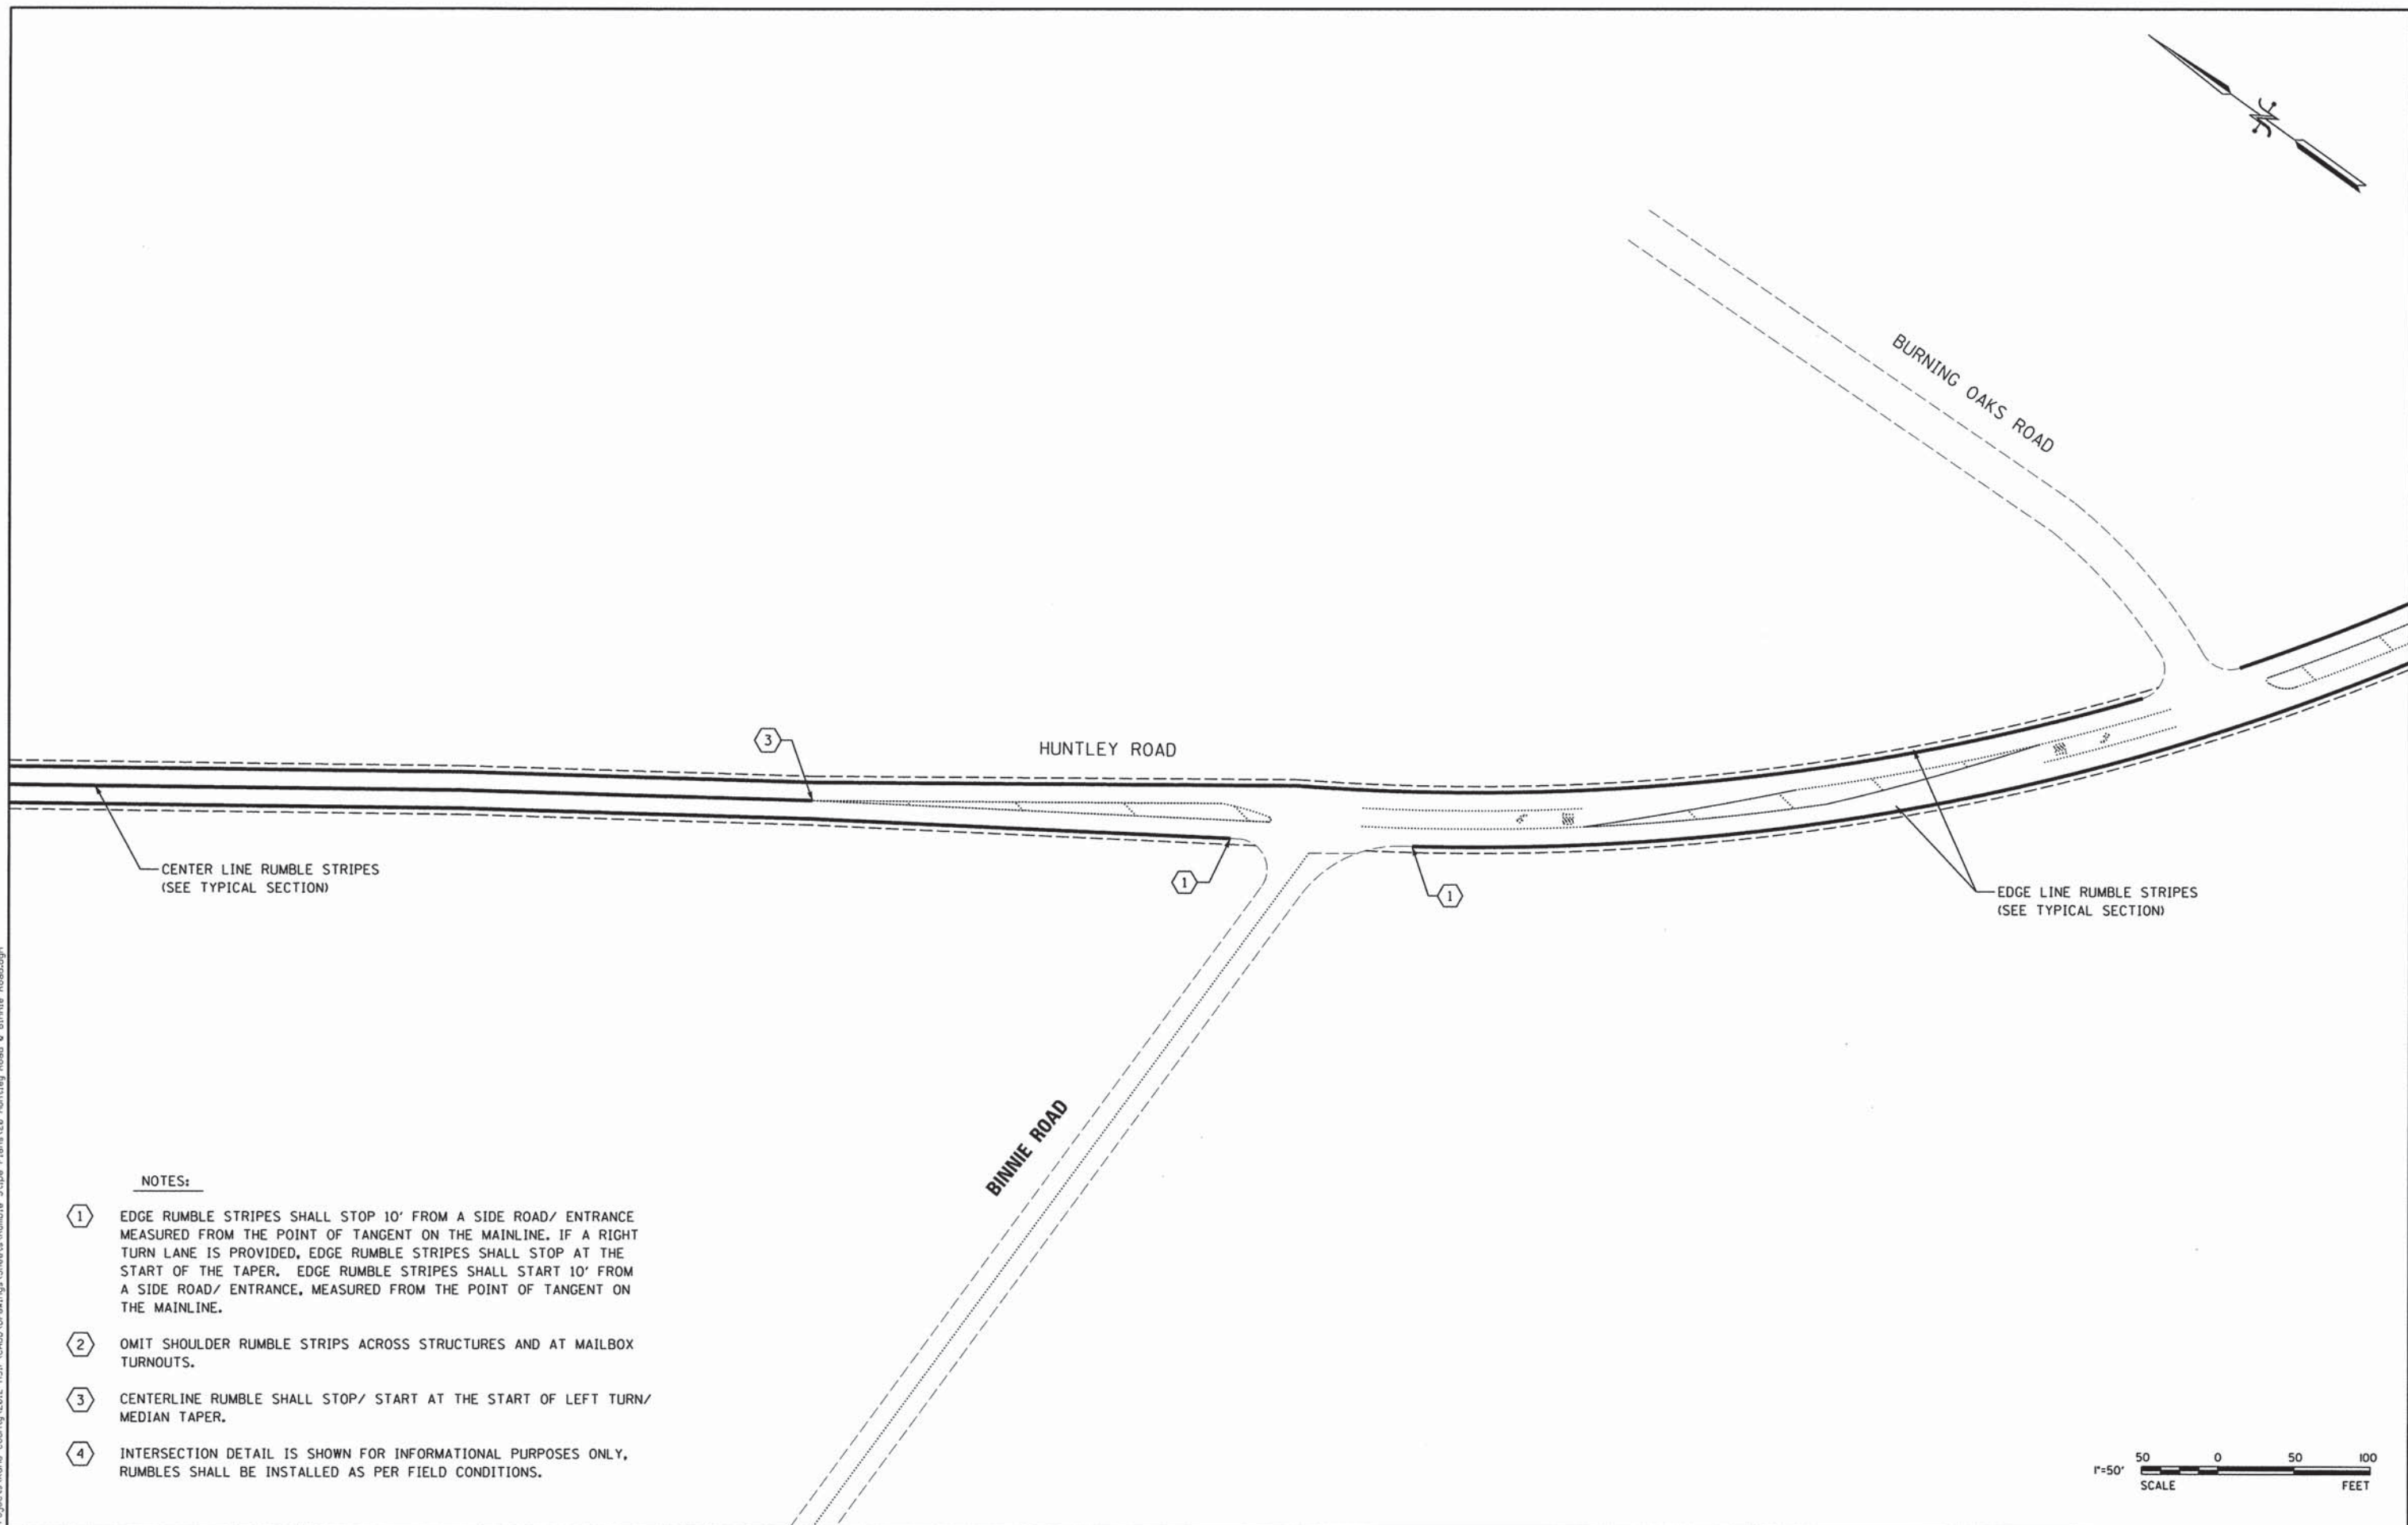 BURNING OAKS ROAD
3
HUNTLEY ROAD
CENTER LINE RUMBLE STRIPES
(SEE TYPICAL SECTION)
1
1
EDGE LINE RUMBLE STRIPES
(SEE TYPICAL SECTION)
BINNIE ROAD
NOTES:
1 EDGE RUMBLE STRIPES SHALL STOP 10' FROM A SIDE ROAD/ ENTRANCE
MEASURED FROM THE POINT OF TANGENT ON THE MAINLINE. IF A RIGHT
TURN LANE IS PROVIDED, EDGE RUMBLE STRIPES SHALL STOP AT THE
START OF THE TAPER. EDGE RUMBLE STRIPES SHALL START 10' FROM
A SIDE ROAD/ ENTRANCE, MEASURED FROM THE POINT OF TANGENT ON
THE MAINLINE.
2 OMIT SHOULDER RUMBLE STRIPS ACROSS STRUCTURES AND AT MAILBOX
TURNOUTS.
3 CENTERLINE RUMBLE SHALL STOP/ START AT THE START OF LEFT TURN/
MEDIAN TAPER.
4 INTERSECTION DETAIL IS SHOWN FOR INFORMATIONAL PURPOSES ONLY,
RUMBLES SHALL BE INSTALLED AS PER FIELD CONDITIONS.
50 0 50 100
1"=50'
SCALE FEET